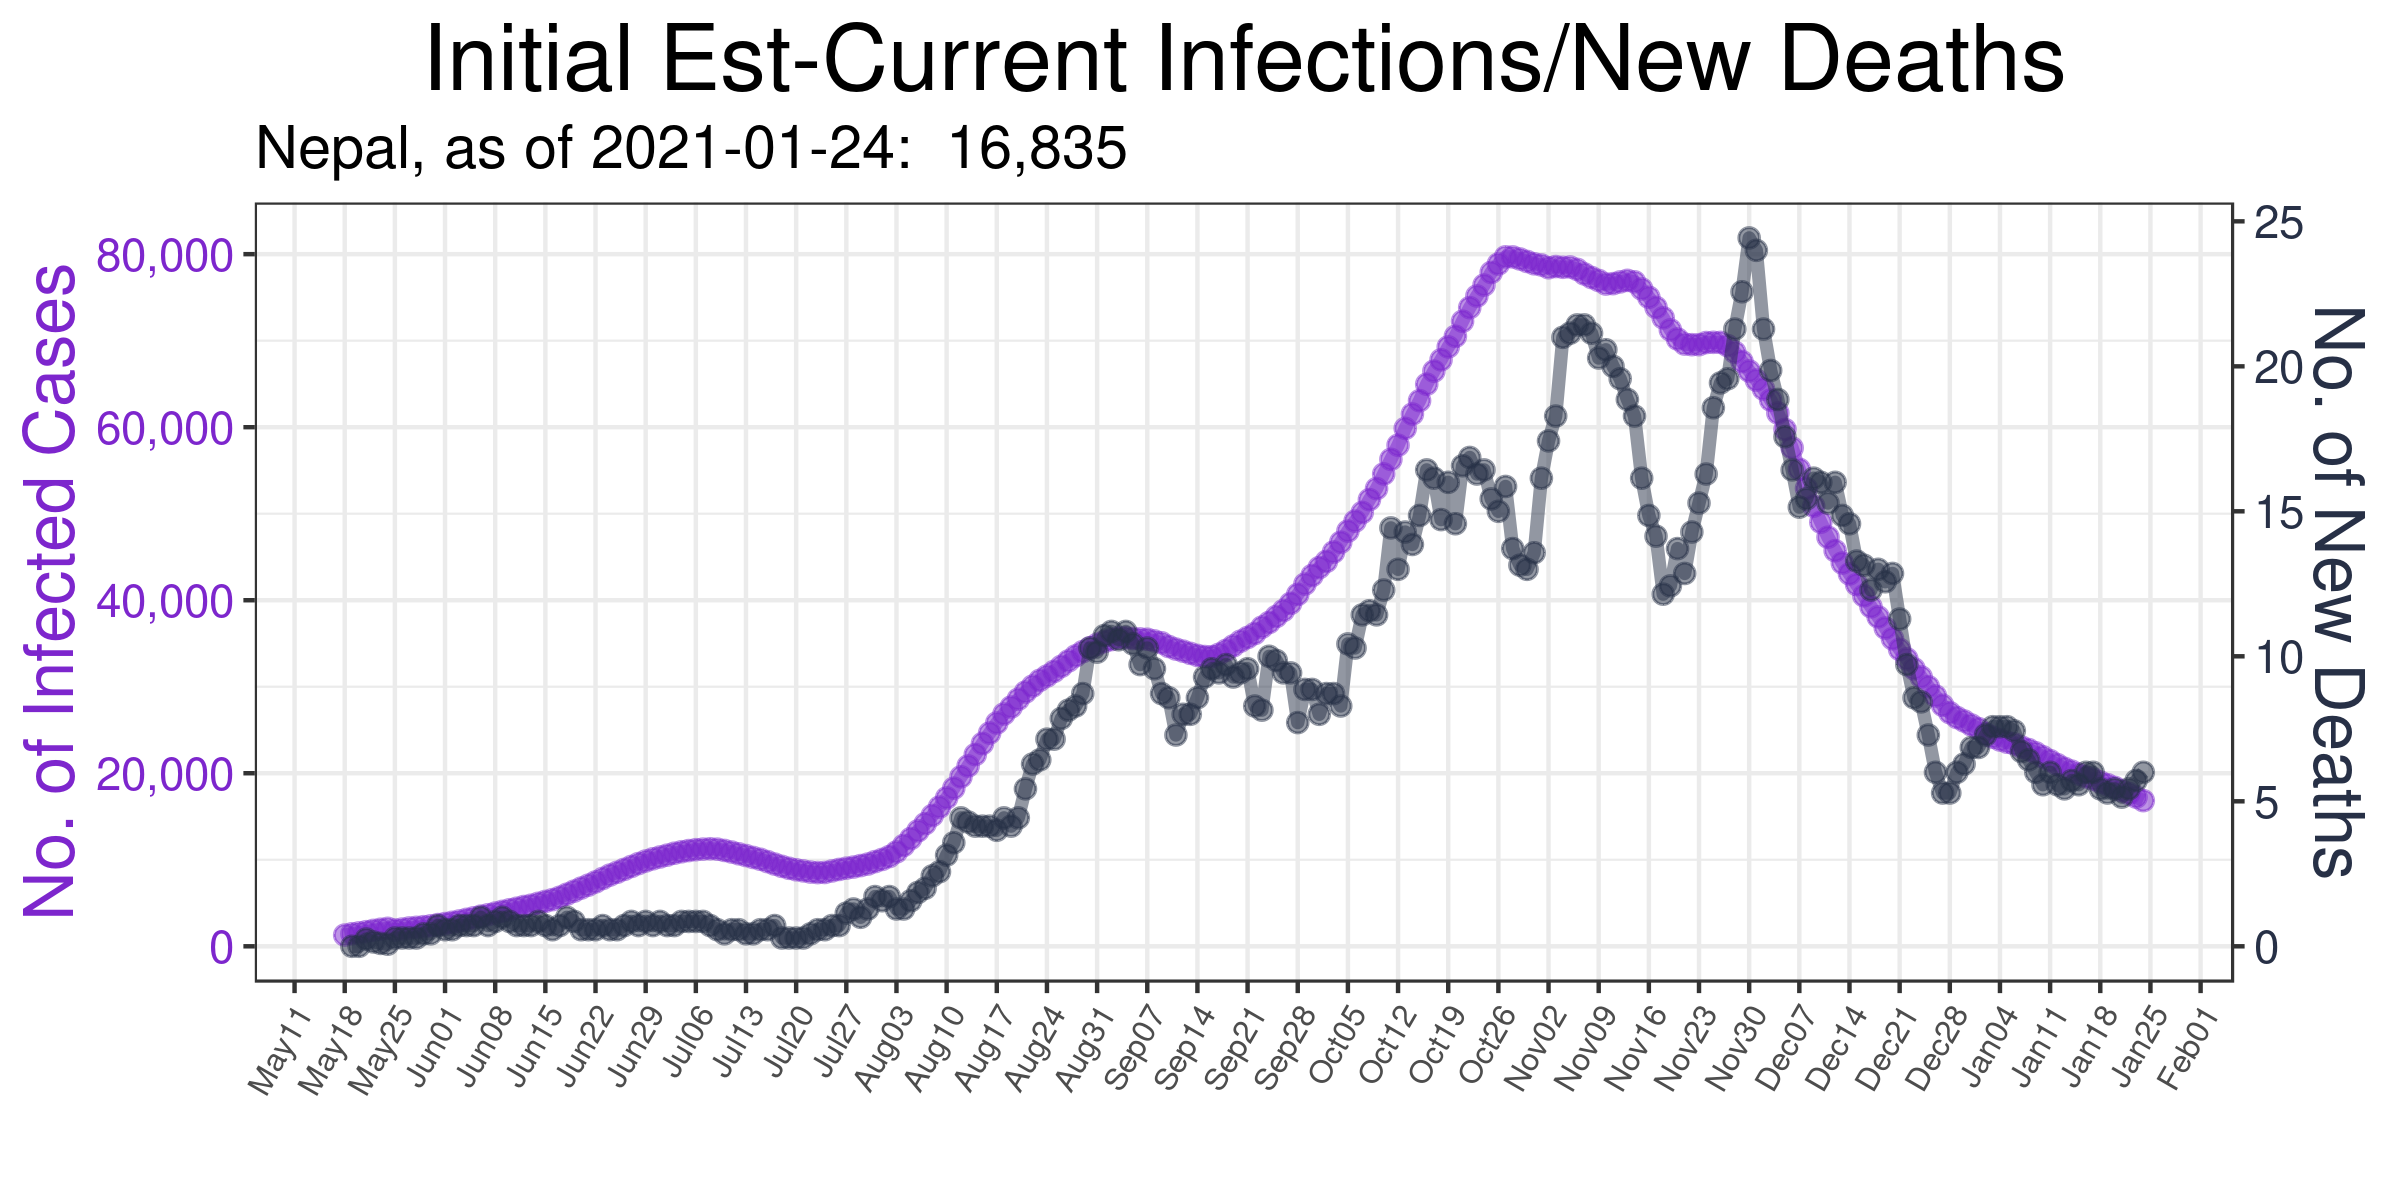 Initial Est-Current Infections/New Deaths
Nepal, as of 2021-01-24:  16,835
No. of Infected Cases
80,000
60,000
40,000
20,000
0
25
20
15
10
5
0
No. of New Deaths
May11
May18
May25
Jun01
Jun08
Jun15
Jun22
Jun29
Jul06
Jul13
Jul20
Jul27
Aug03
Aug10
Aug17
Aug24
Aug31
Sep07
Sep14
Sep21
Sep28
Oct05
Oct12
Oct19
Oct26
Nov02
Nov09
Nov16
Nov23
Nov30
Dec07
Dec14
Dec21
Dec28
Jan04
Jan11
Jan18
Jan25
Feb01